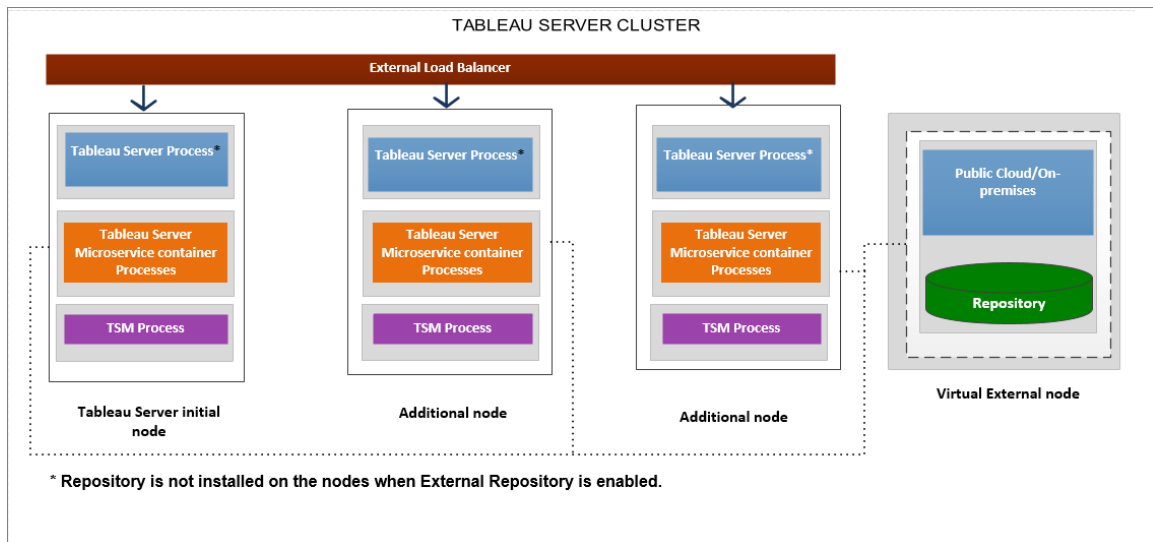 TABLEAU SERVER CLUSTER
External Load Balancer
Tableau Server Process*
Tableau Server
Microservice container
Processes
TSM Process
Tableau Server initial
node
Tableau Server Process*
Tableau Server
Microservice container
Processes
TSM Process
Additional node
Tableau Server Process*
Tableau Server
Microservice container
Processes
TSM Process
Additional node
Public Cloud/On-
premises
Repository
Virtual External node
* Repository is not installed on the nodes when External Repository is enabled.